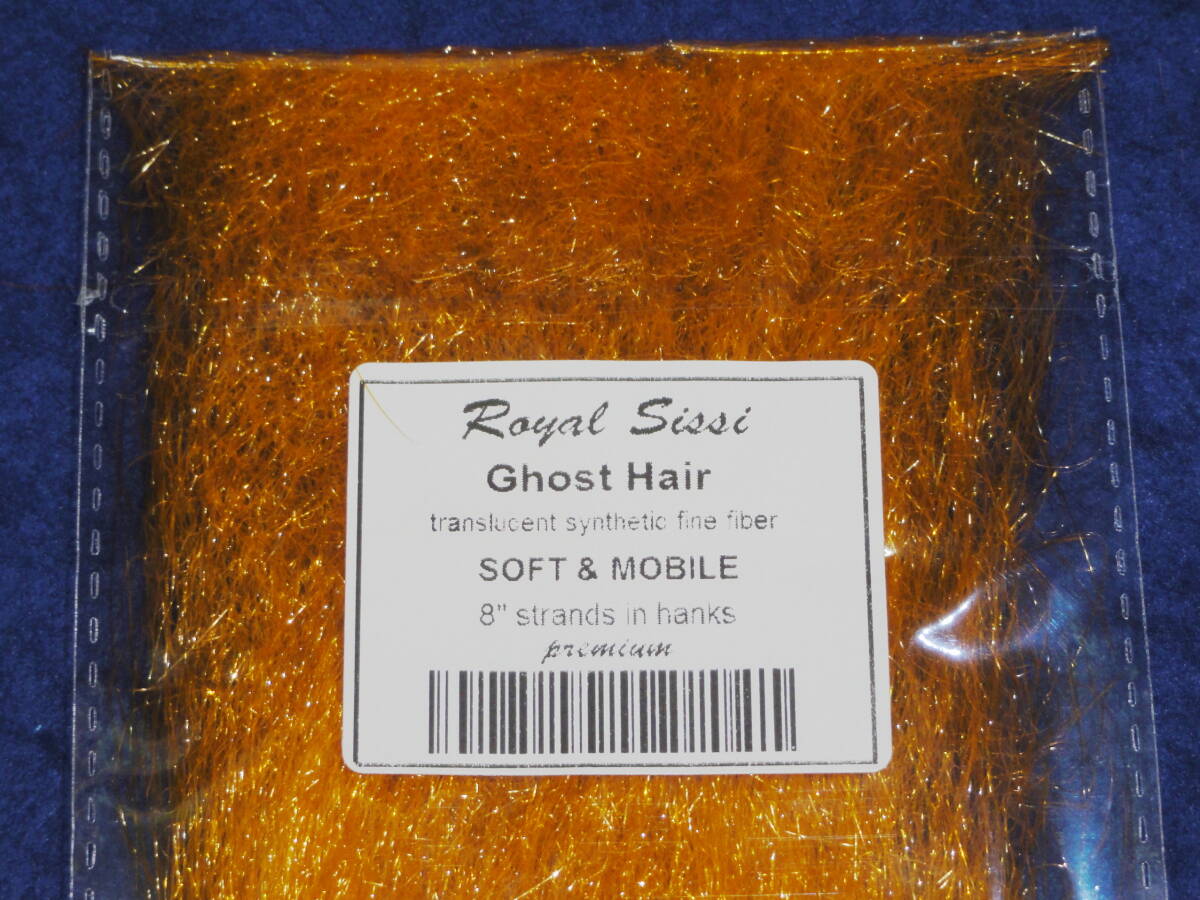 Royal Sissi
Ghost Hair
translucent synthetic fine fiber
SOFT & MOBILE
8" strands in hanks
premium